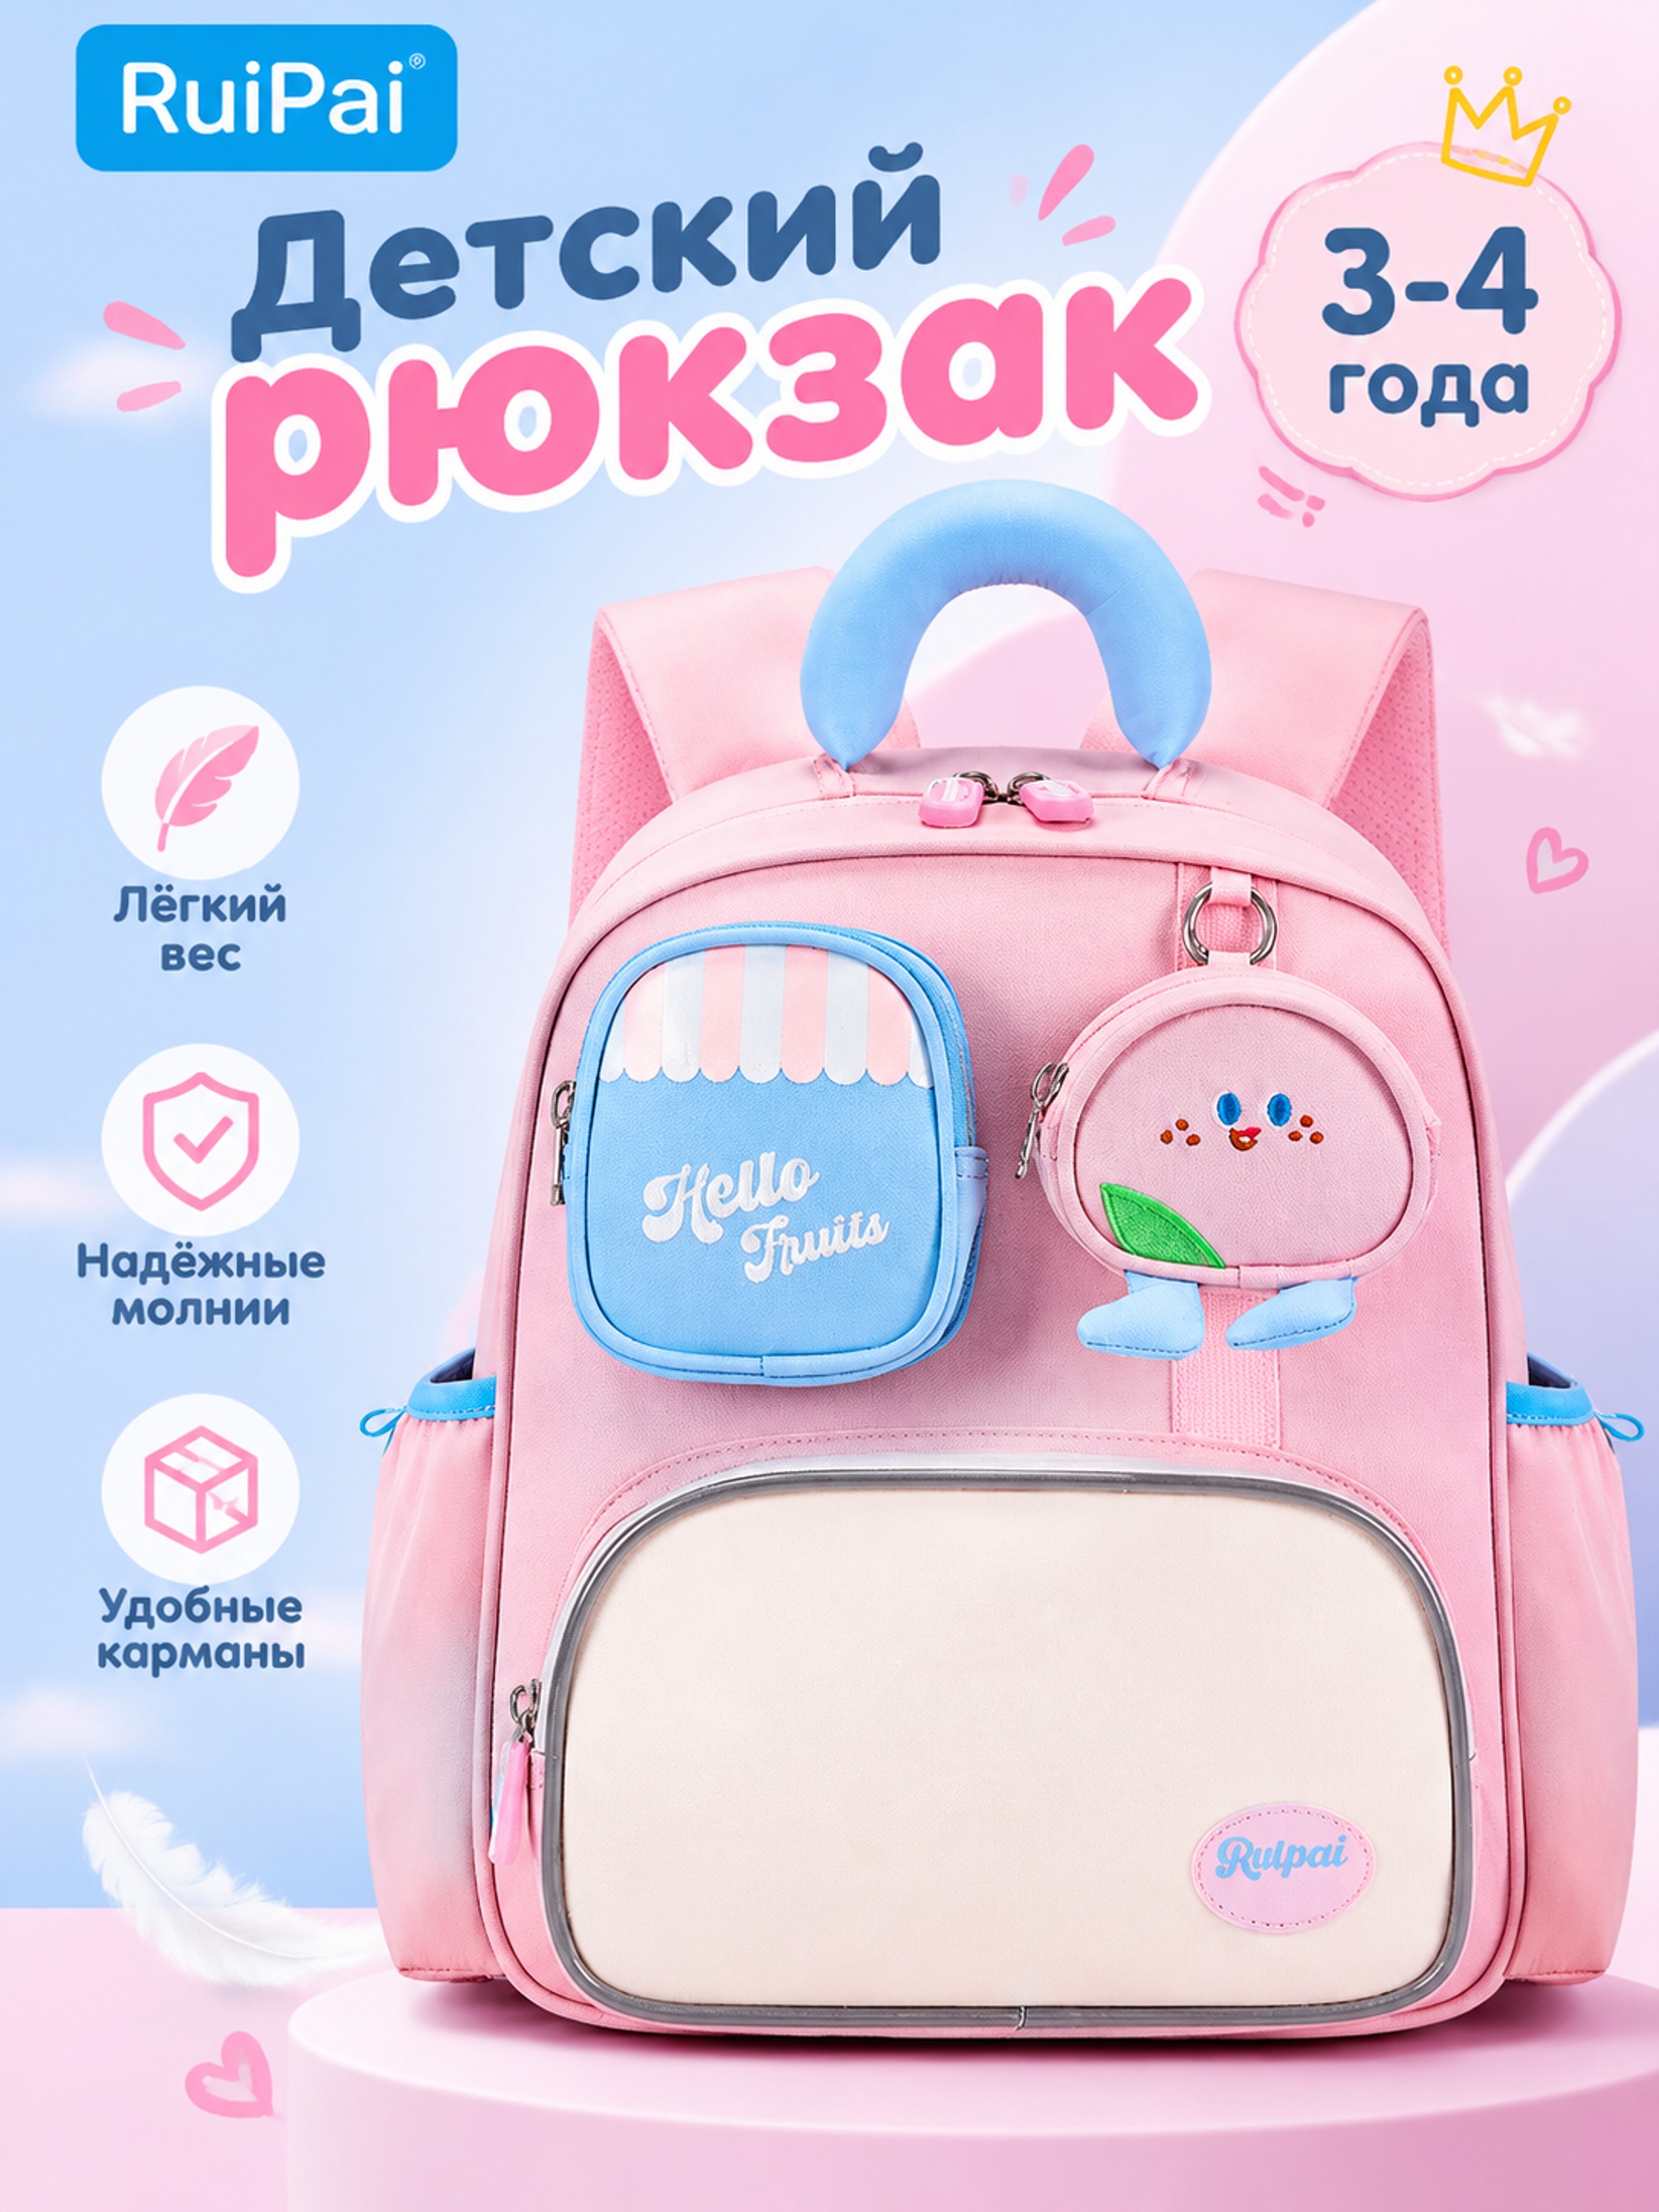 RuiPai®
Детский
рюкзак
3-4
года
Лёгкий
вес
Надёжные
молнии
Удобные
карманы
Hello
Fruits
Ruipai